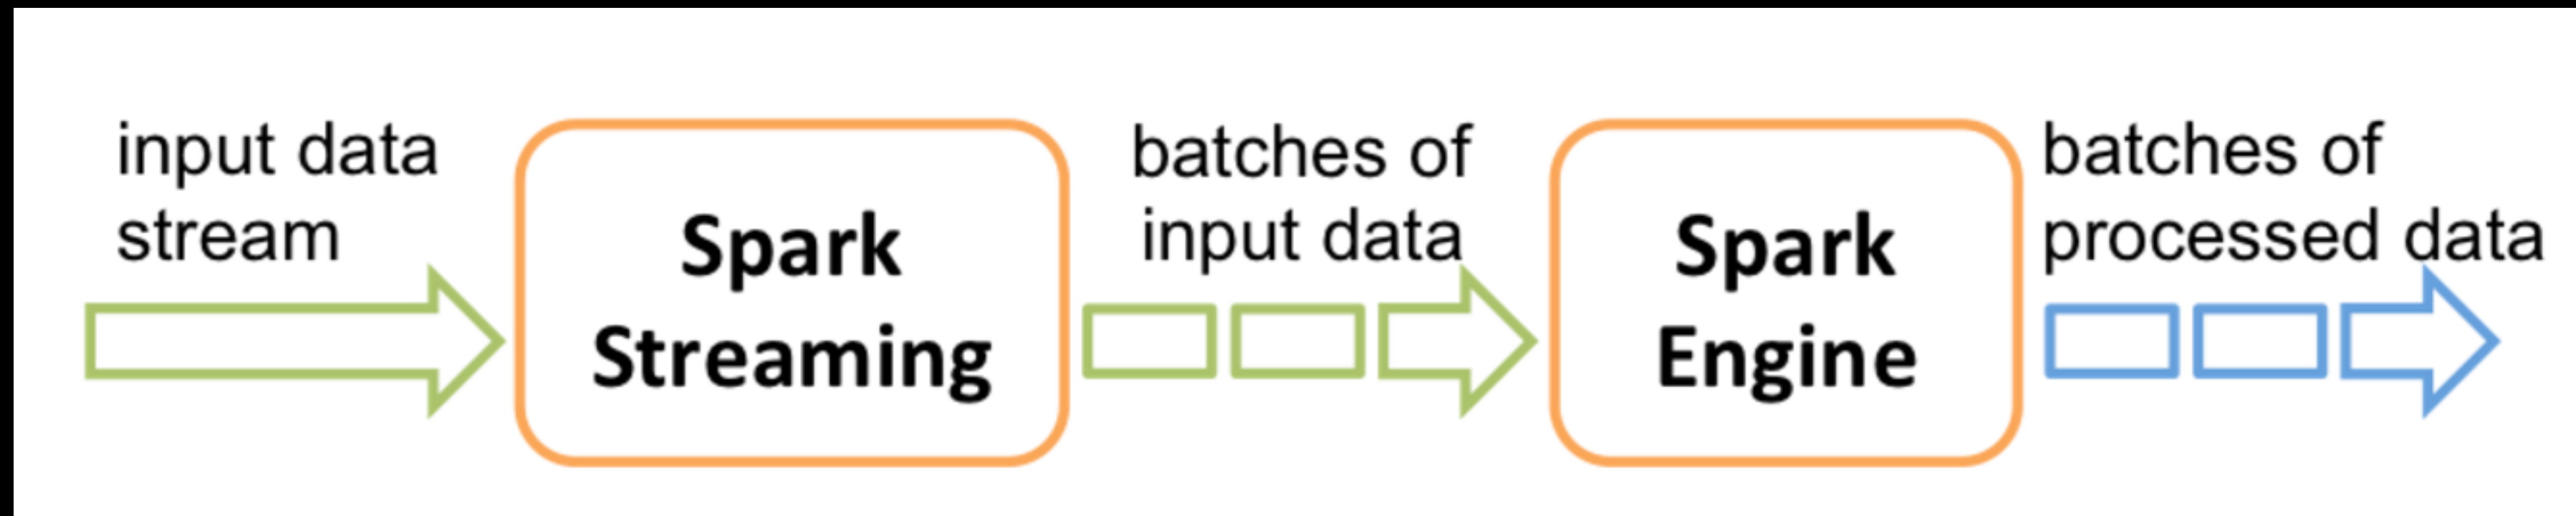 input data
stream
Spark
Streaming
batches of
input data
Spark
Engine
batches of
processed data